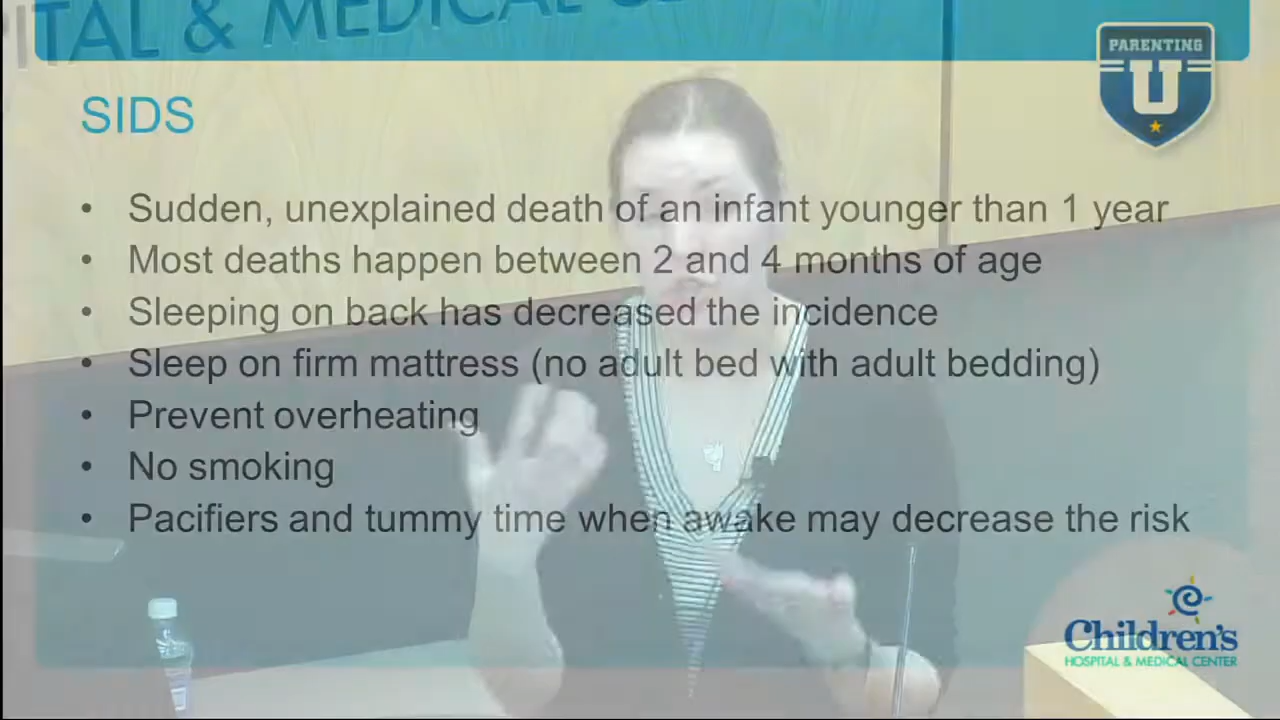 ITAL & MEDICAL
PARENTING
U
SIDS
• Sudden, unexplained death of an infant younger than 1 year
• Most deaths happen between 2 and 4 months of age
• Sleeping on back has decreased the incidence
• Sleep on firm mattress (no adult bed with adult bedding)
• Prevent overheating
• No smoking
• Pacifiers and tummy time when awake may decrease the risk
Children's
HOSPITAL & MEDICAL CENTER